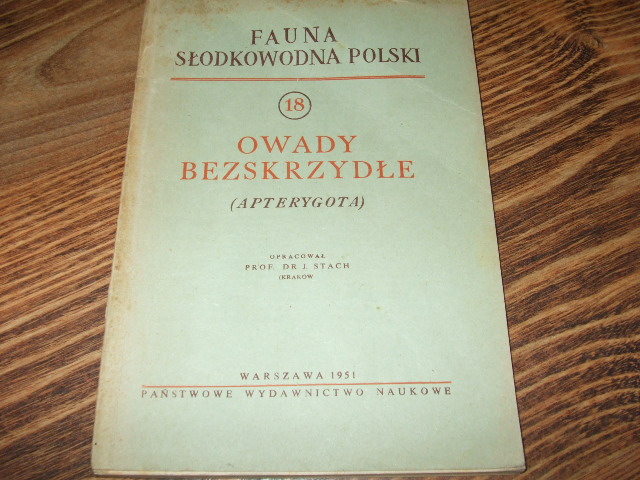 FAUNA
SŁODKOWODNA POLSKI
18
OWADY
BEZSKRZYDŁE
(APTERYGOTA)
OPRACOWAŁ
PROF. DR J. STACH
(KRAKÓW
WARSZAWA 1951
PAŃSTWOWE WYDAWNICTWO NAUKOWE